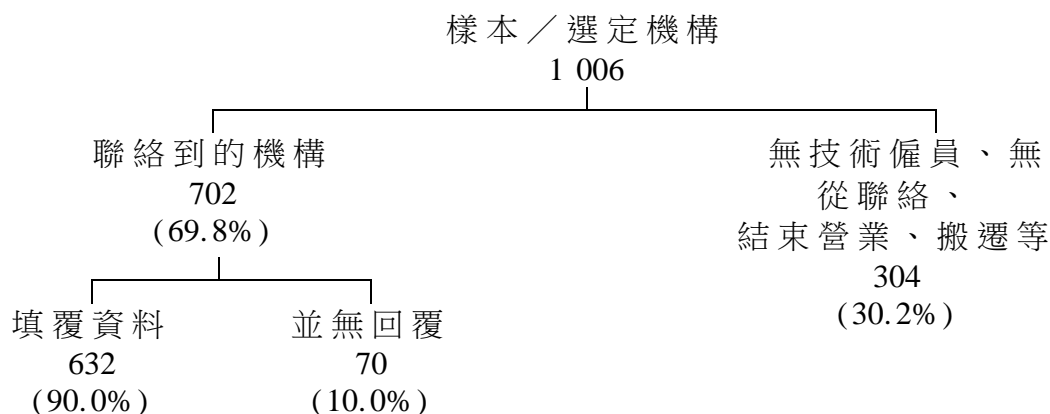 樣本／選定機構
1 006
聯絡到的機構
702
(69.8%)
無技術僱員、無
從聯絡、
結束營業、搬遷等
304
(30.2%)
填覆資料
632
(90.0%)
並無回覆
70
(10.0%)